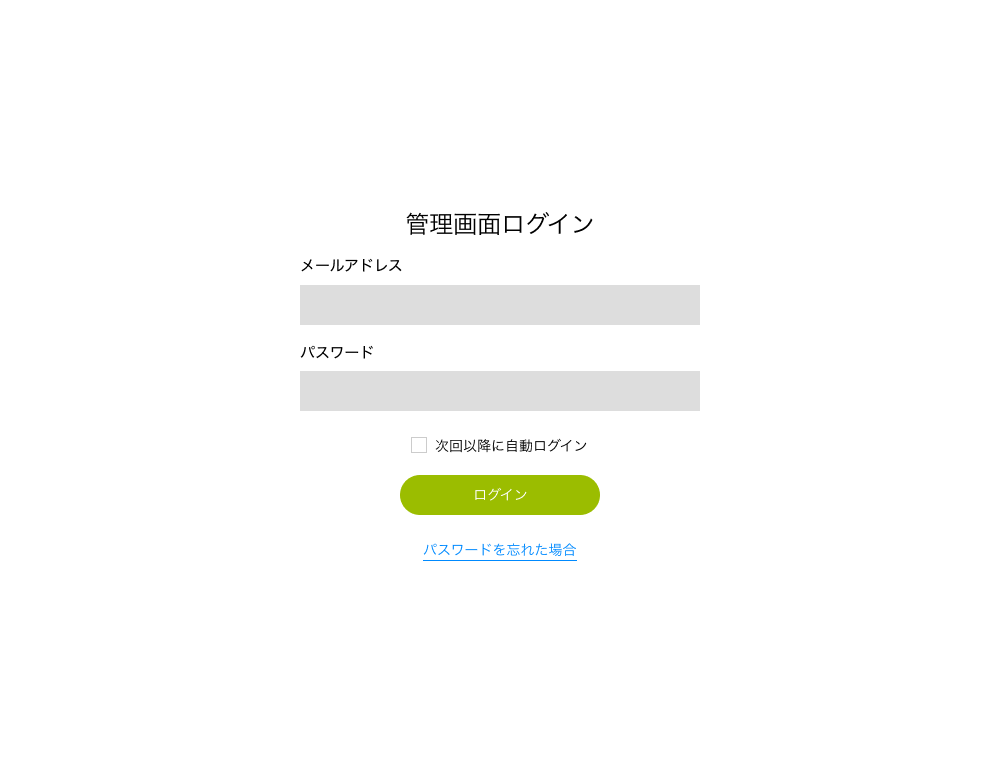 管理画面ログイン
メールアドレス
パスワード
次回以降に自動ログイン
ログイン
パスワードを忘れた場合